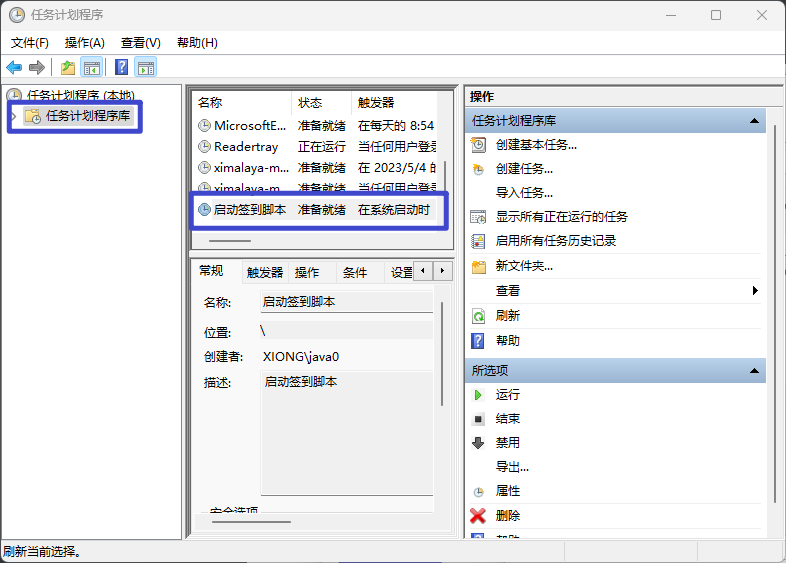 任务计划程序
文件(F) 操作(A) 查看(V) 帮助(H)
任务计划程序 (本地)
任务计划程序库
名称 状态 触发器
MicrosoftE... 准备就绪 在每天的 8:54
Readertray 正在运行 当任何用户登录
ximalaya-m... 准备就绪 在 2023/5/4 的
ximalaya-m... 准备就绪 当任何用户登录
启动签到脚本 准备就绪 在系统启动时
常规 触发器 操作 条件 设置
名称: 启动签到脚本
位置: \
创建者: XIONG\java0
描述: 启动签到脚本
安全选项
操作
任务计划程序库
创建基本任务...
创建任务...
导入任务...
显示所有正在运行的任务
启用所有任务历史记录
新文件夹...
查看
刷新
帮助
所选项
运行
结束
禁用
导出...
属性
删除
帮助
刷新当前选择。